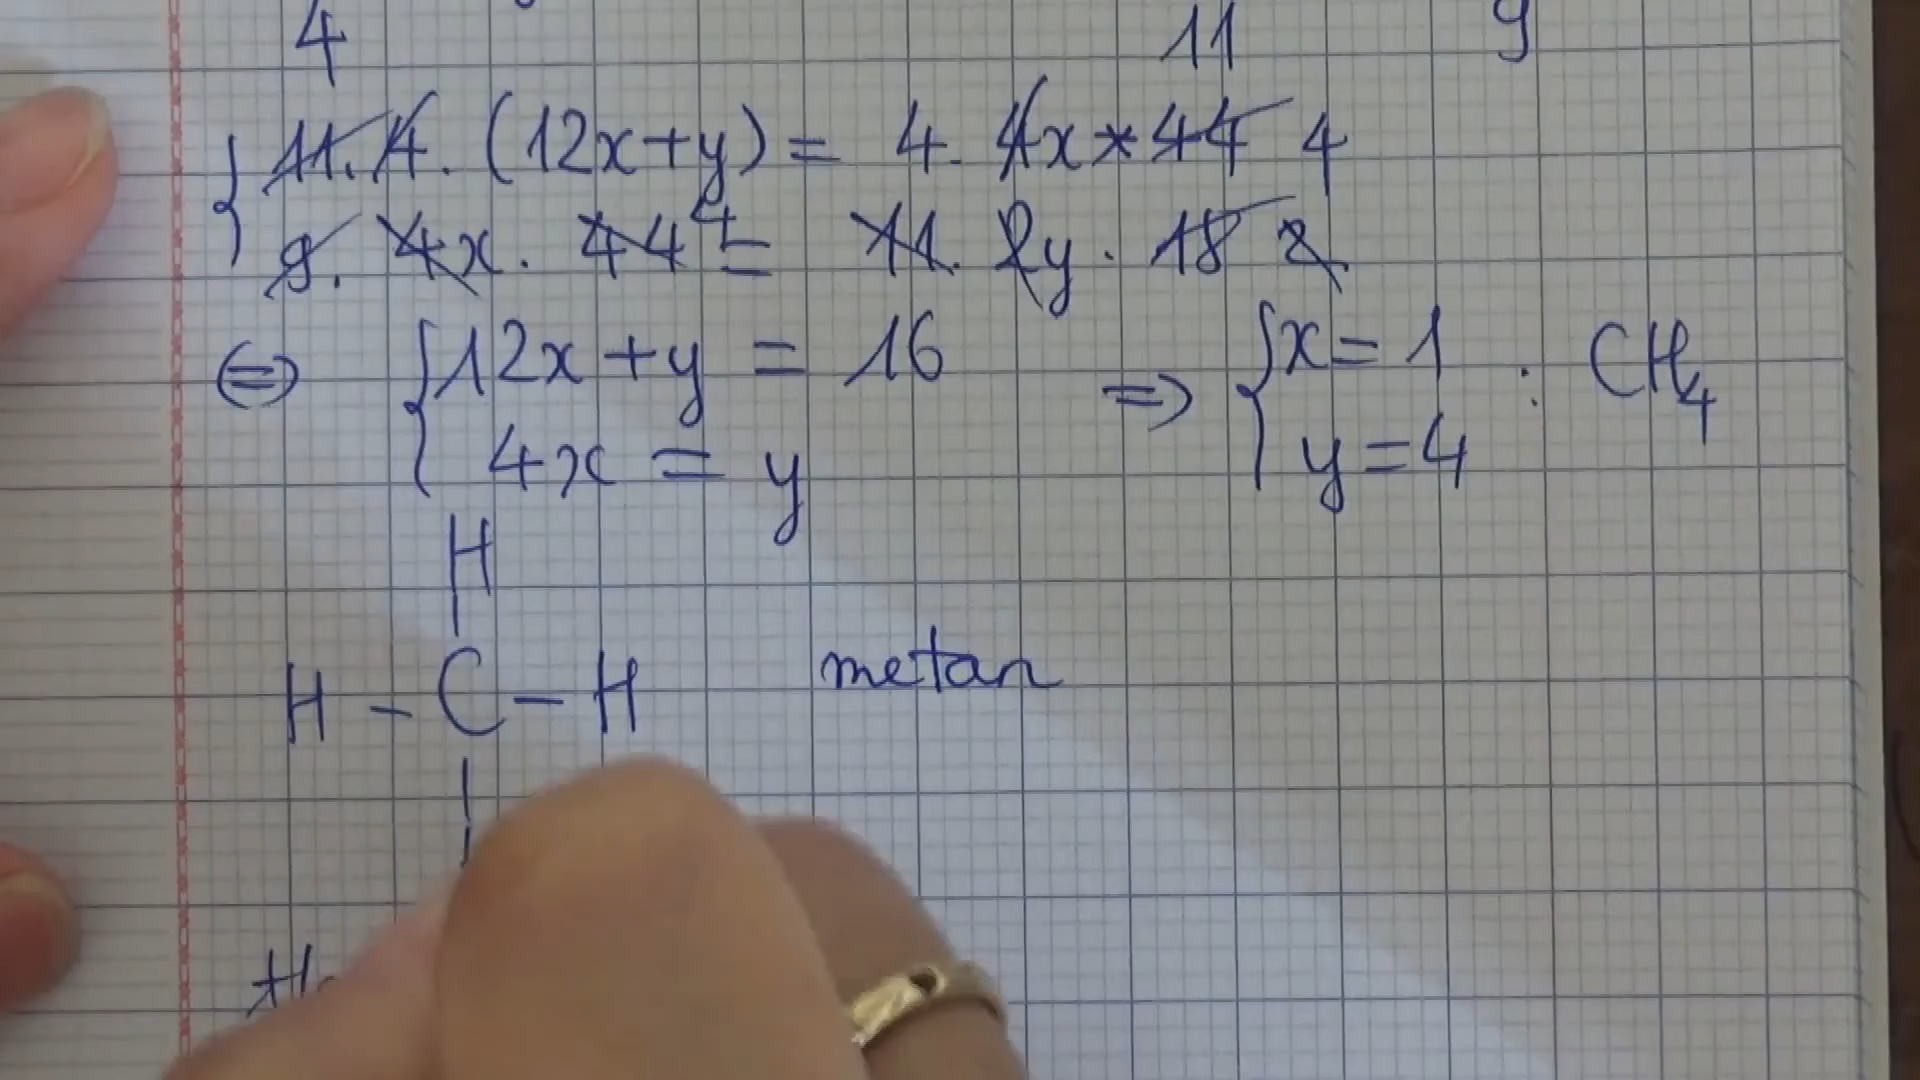 4 11 9
{ 11. 4. (12x+y) = 4. 4x * 44 4
9. 4x. 44 4 = 11. 2y. 18 2
⇔ { 12x + y = 16 ⇒ { x = 1 : CH₄
4x = y y = 4
H
|
H - C - H metan
|